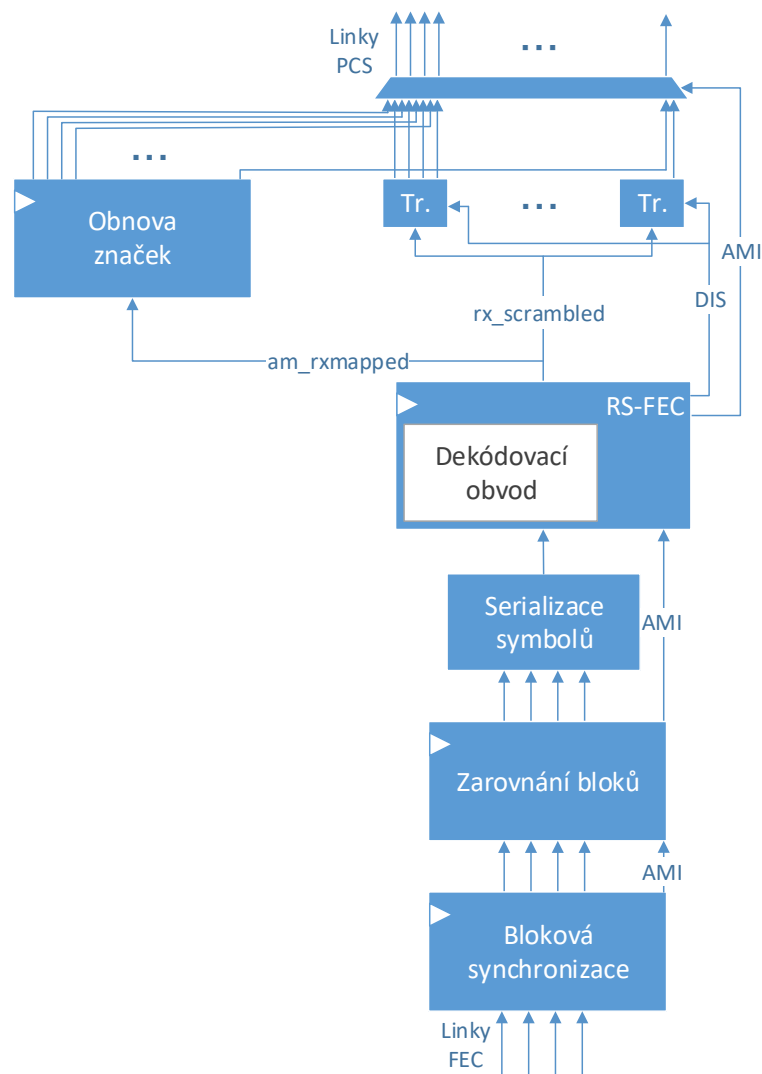 Linky
PCS
...
...
Obnova
značek
Tr.
...
Tr.
AMI
DIS
rx_scrambled
am_rxmapped
RS-FEC
Dekódovací
obvod
Serializace
symbolů
AMI
Zarovnání bloků
AMI
Bloková
synchronizace
Linky
FEC